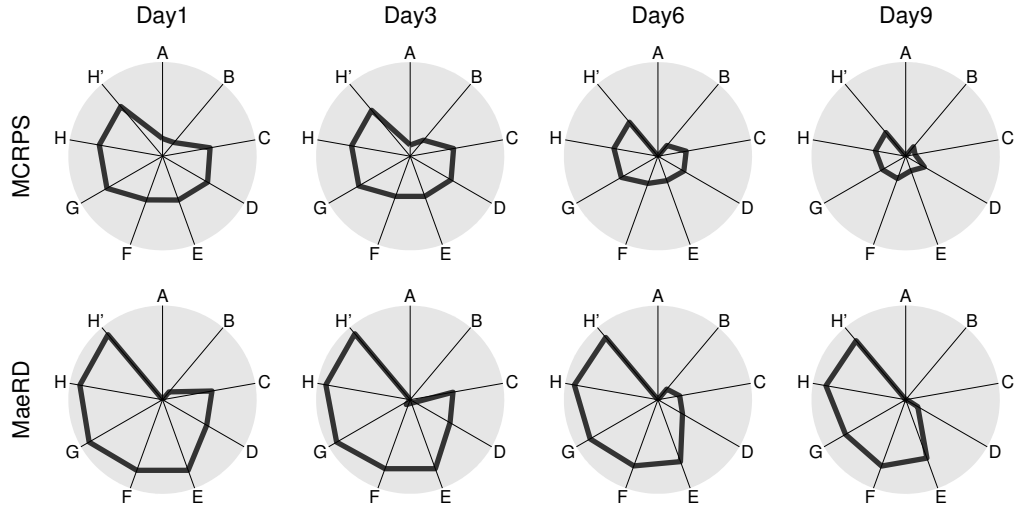 Day1 Day3 Day6 Day9
MCRPS
A A A A
H' B H' B H' B H' B
H C H C H C H C
G D G D G D G D
F E F E F E F E
MaeRD
A A A A
H' B H' B H' B H' B
H C H C H C H C
G D G D G D G D
F E F E F E F E